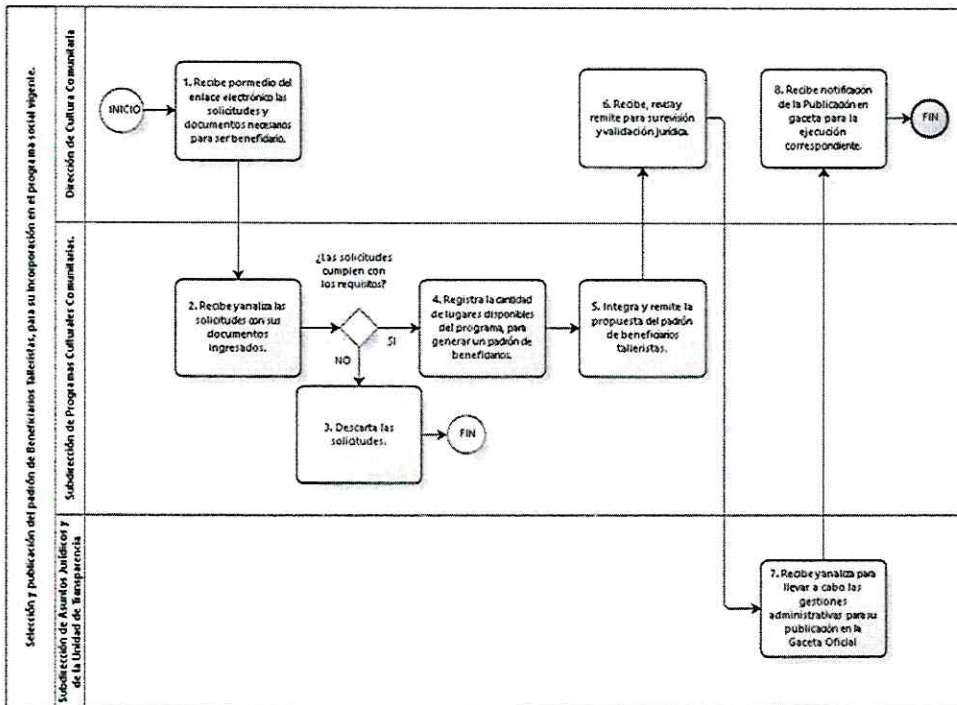 Selección y publicación del padrón de Beneficiarios Talleristas, para su incorporación en el programa social vigente.
Dirección de Cultura Comunitaria
INICIO
1. Recibe pormedio del
enlace electrónico las
solicitudes y
documentos necesarios
para ser beneficiario.
6. Recibe, revisa y
remite para su revisión
y validación Jurídica.
8. Recibe notificación
de la Publicación en
gaceta para la
ejecución
correspondiente.
FIN
Subdirección de Programas Culturales Comunitarias.
2. Recibe y analiza las
solicitudes con sus
documentos
ingresados.
¿Las solicitudes
cumplen con
los requisitos?
SI
NO
4. Registra la cantidad
de lugares disponibles
del programa, para
generar un padrón de
beneficiarios.
5. Integra y remite la
propuesta del padrón
de beneficiarios
talleristas.
3. Descarta las
solicitudes.
FIN
Subdirección de Asuntos Jurídicos y
de la Unidad de Transparencia
7. Recibe y analiza para
llevar a cabo las
gestiones
administrativas para su
publicación en la
Gaceta Oficial